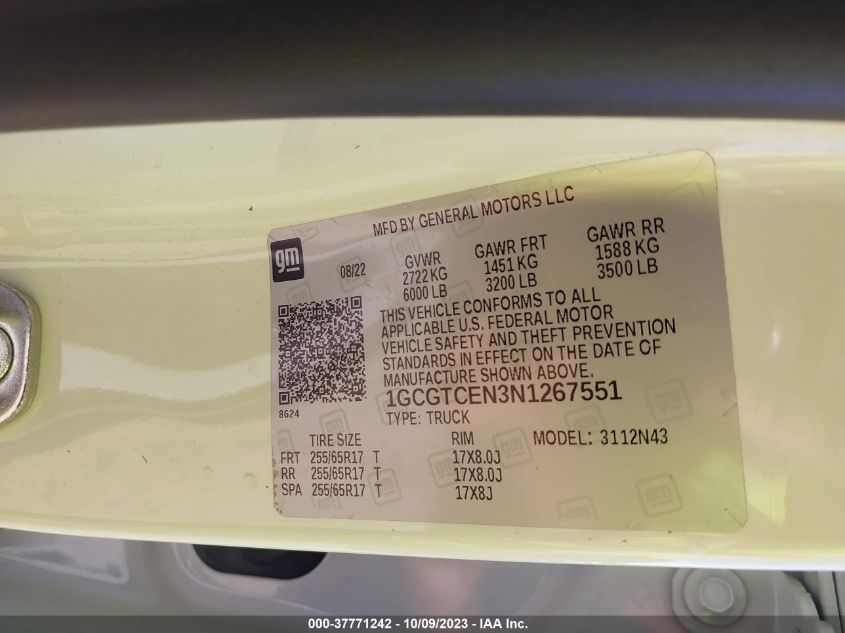 MFD BY GENERAL MOTORS LLC
gm
08/22
GVWR GAWR FRT GAWR RR
2722 KG 1451 KG 1588 KG
6000 LB 3200 LB 3500 LB
THIS VEHICLE CONFORMS TO ALL
APPLICABLE U.S. FEDERAL MOTOR
VEHICLE SAFETY AND THEFT PREVENTION
STANDARDS IN EFFECT ON THE DATE OF
MANUFACTURE SHOWN ABOVE.
1GCGTCEN3N1267551
8624
TYPE: TRUCK
TIRE SIZE RIM MODEL: 3112N43
FRT 255/65R17 T 17X8.0J
RR 255/65R17 T 17X8.0J
SPA 255/65R17 T 17X8J
000-37771242 - 10/09/2023 - IAA Inc.